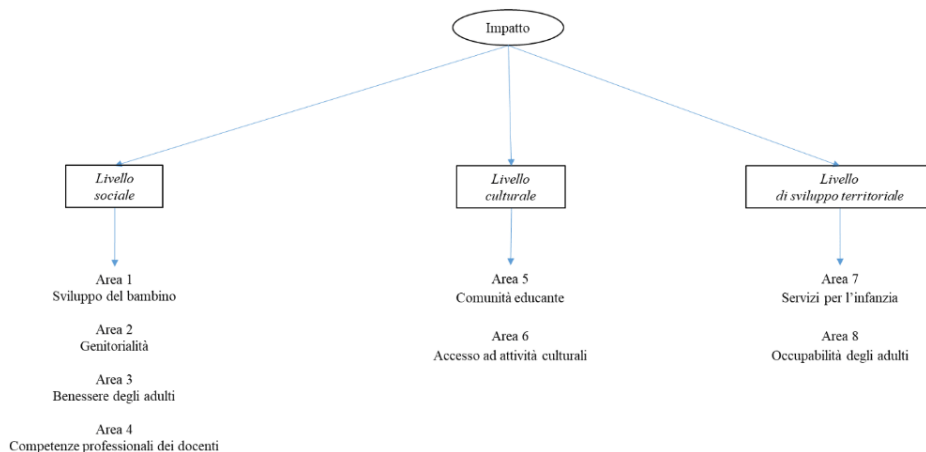 Impatto
Livello
sociale
Livello
culturale
Livello
di sviluppo territoriale
Area 1
Sviluppo del bambino
Area 2
Genitorialità
Area 3
Benessere degli adulti
Area 4
Competenze professionali dei docenti
Area 5
Comunità educante
Area 6
Accesso ad attività culturali
Area 7
Servizi per l’infanzia
Area 8
Occupabilità degli adulti